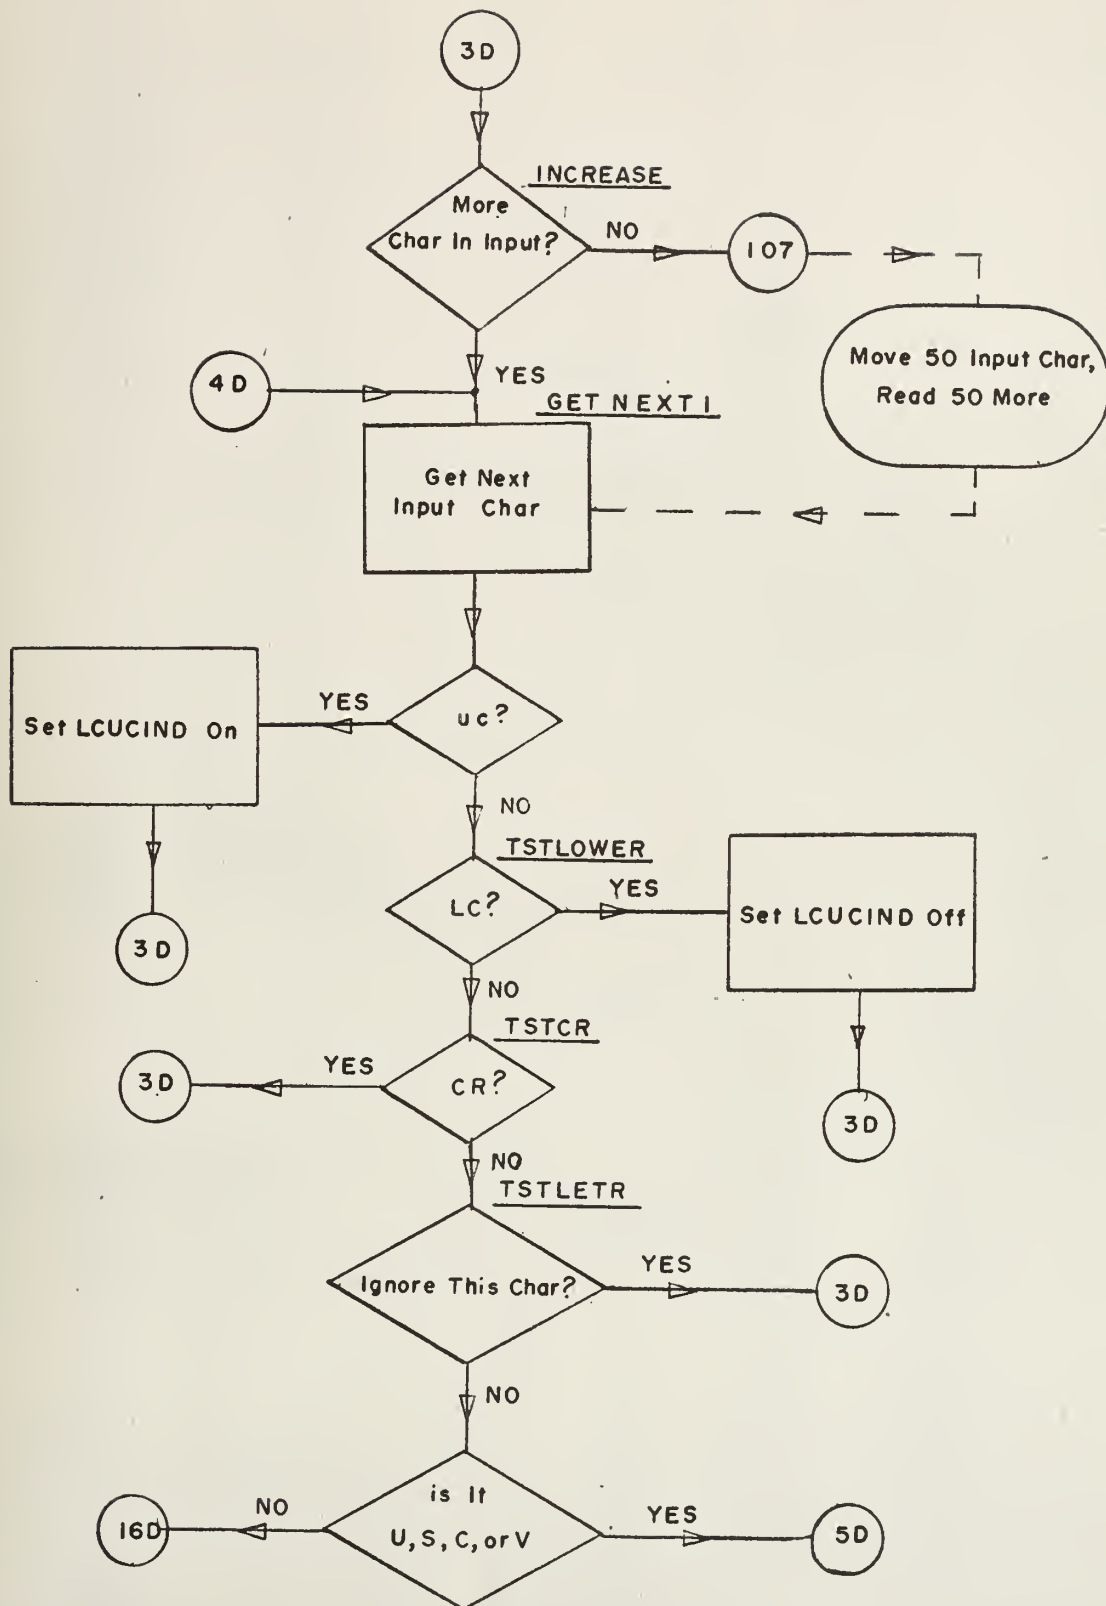 3D
INCREASE
More
Char In Input?
NO
107
Move 50 Input Char,
Read 50 More
4D
YES
GET NEXT I
Get Next
Input Char
Set LCUCIND On
YES
uc?
NO
3D
TSTLOWER
LC?
YES
Set LCUCIND Off
NO
3D
TSTCR
3D
YES
CR?
NO
TSTLETR
Ignore This Char?
YES
3D
NO
is It
U, S, C, or V
NO
16D
YES
5D